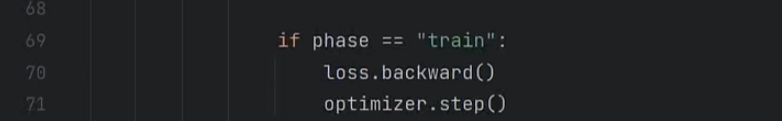 68
69 if phase == "train":
70 loss.backward()
71 optimizer.step()